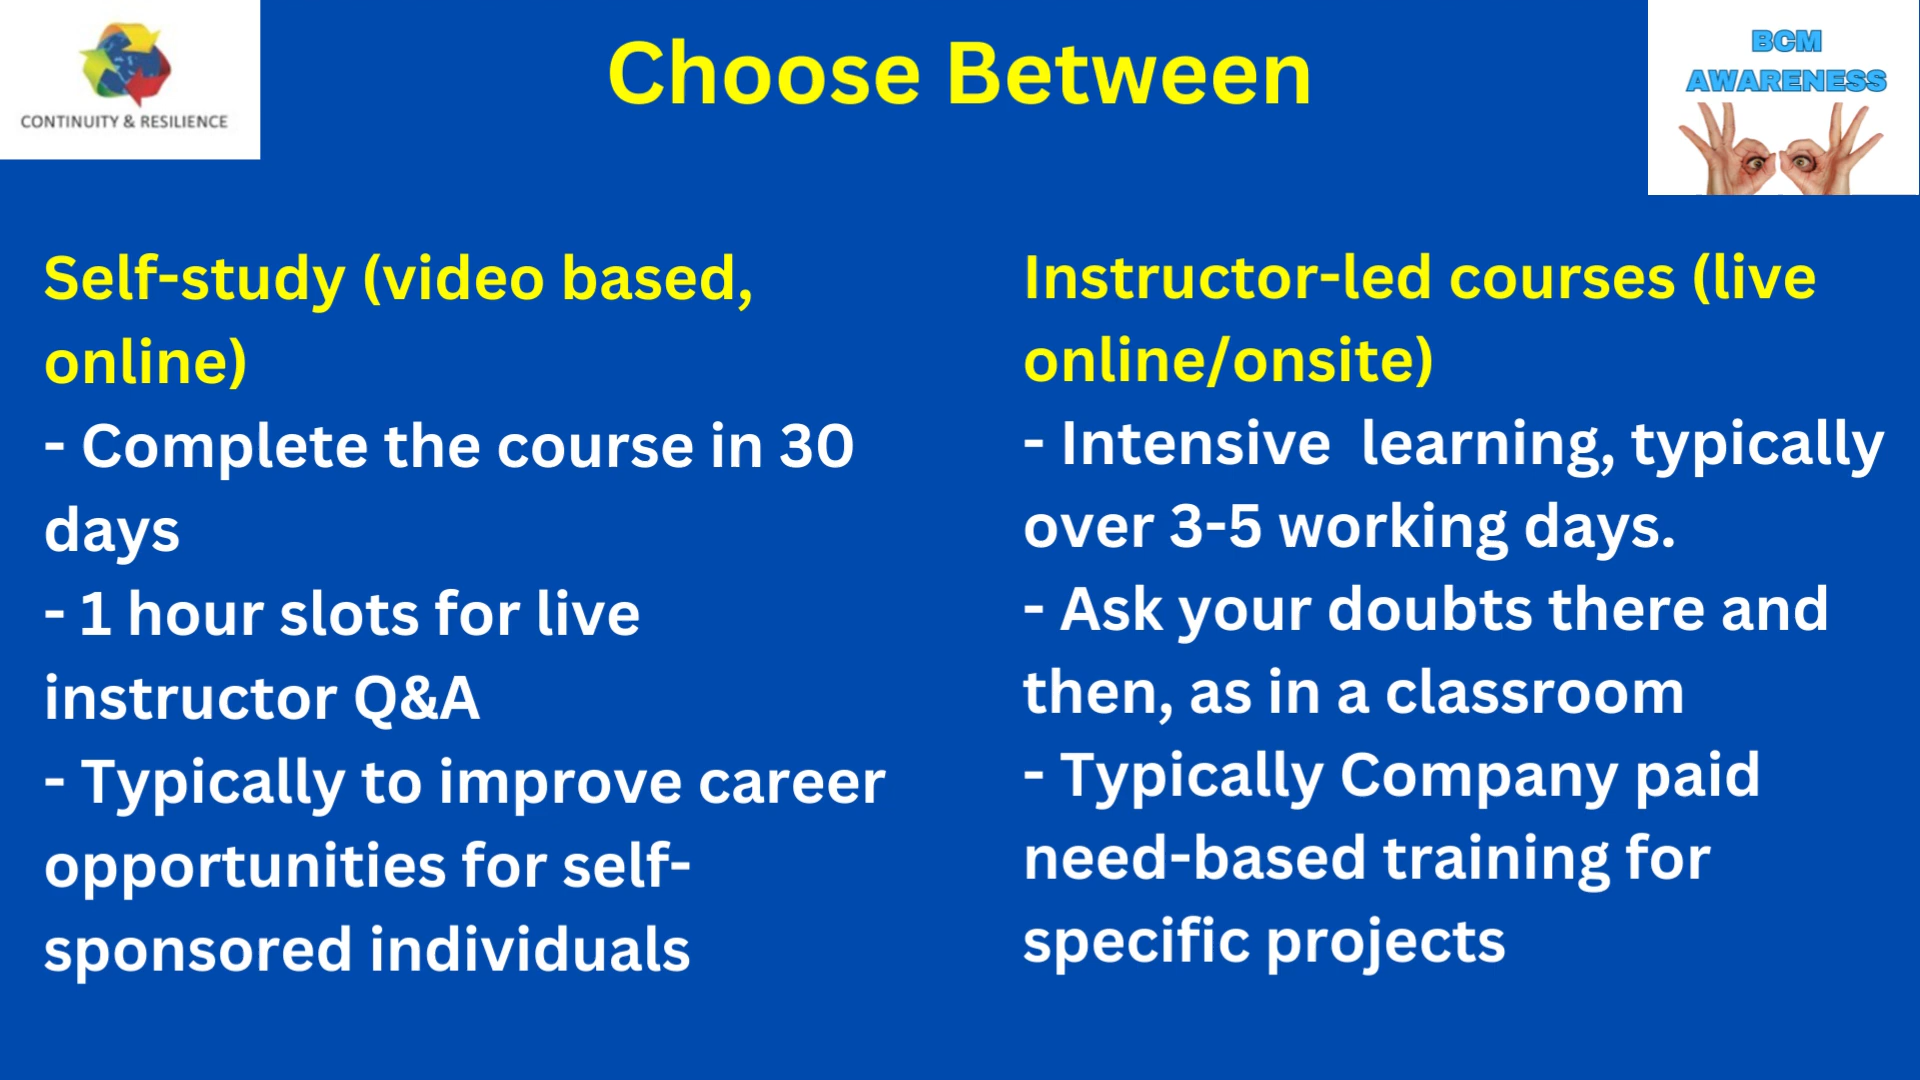 CONTINUITY & RESILIENCE
Choose Between
BCM
AWARENESS
Self-study (video based,
online)
- Complete the course in 30
days
- 1 hour slots for live
instructor Q&A
- Typically to improve career
opportunities for self-
sponsored individuals
Instructor-led courses (live
online/onsite)
- Intensive  learning, typically
over 3-5 working days.
- Ask your doubts there and
then, as in a classroom
- Typically Company paid
need-based training for
specific projects